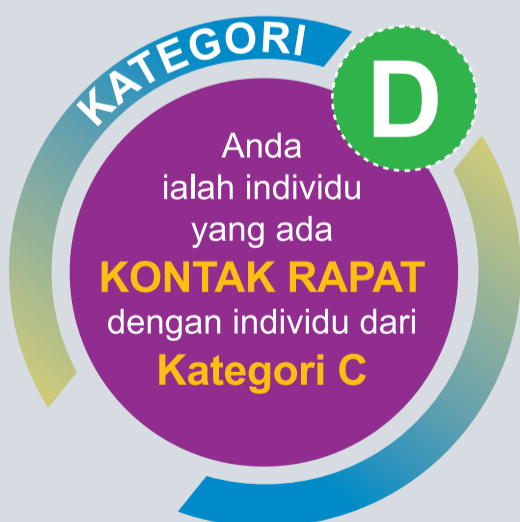 KATEGORI
D
Anda
ialah individu
yang ada
KONTAK RAPAT
dengan individu dari
Kategori C